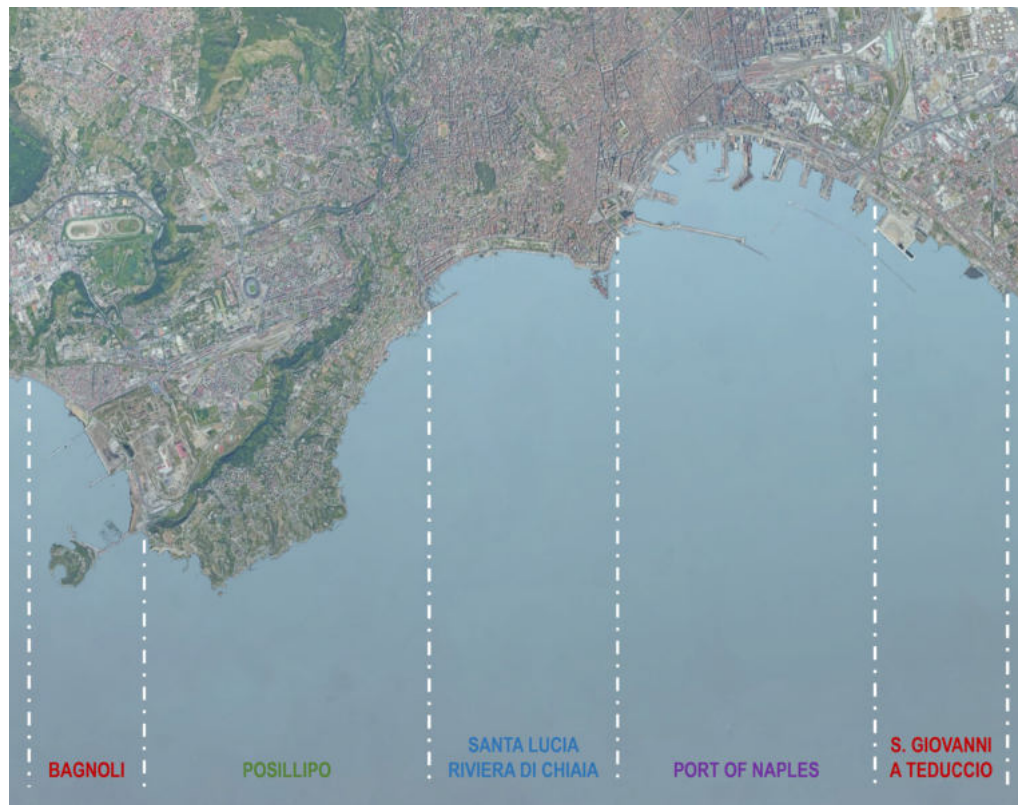 BAGNOLI
POSILLIPO
SANTA LUCIA
RIVIERA DI CHIAIA
PORT OF NAPLES
S. GIOVANNI
A TEDUCCIO